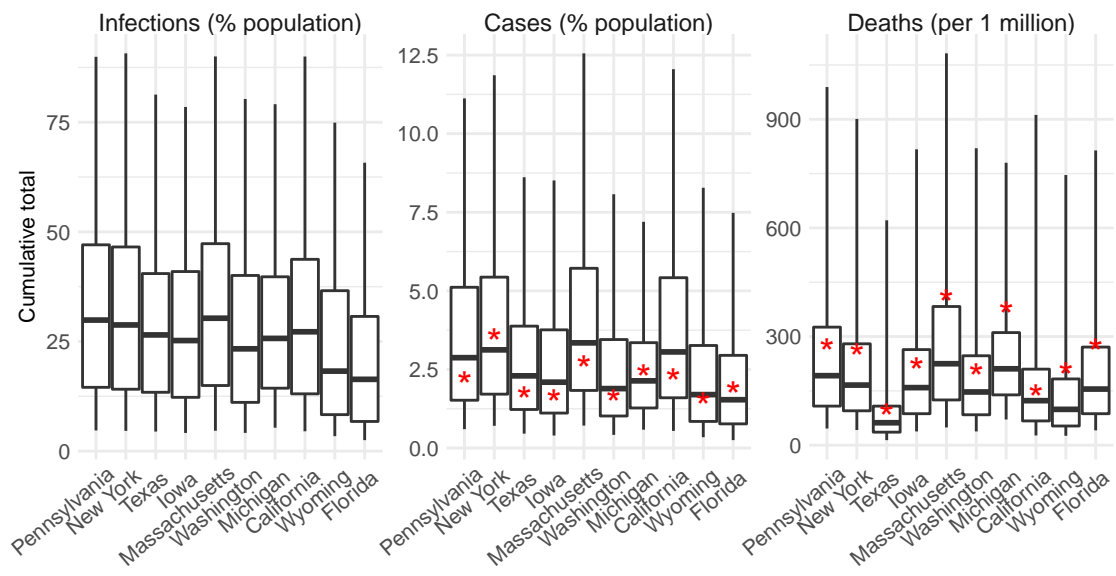 Infections (% population)
Cases (% population)
Deaths (per 1 million)
Cumulative total
75
50
25
0
Pennsylvania
New York
Texas
Iowa
Massachusetts
Washington
Michigan
California
Wyoming
Florida
12.5
10.0
7.5
5.0
2.5
0.0
Pennsylvania
New York
Texas
Iowa
Massachusetts
Washington
Michigan
California
Wyoming
Florida
900
600
300
0
Pennsylvania
New York
Texas
Iowa
Massachusetts
Washington
Michigan
California
Wyoming
Florida